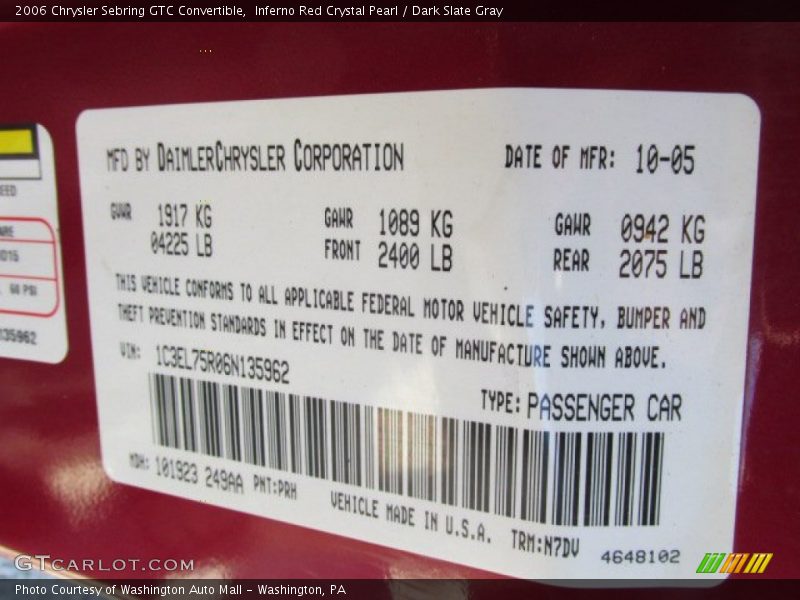 2006 Chrysler Sebring GTC Convertible, Inferno Red Crystal Pearl / Dark Slate Gray
MFD BY DAIMLERCHRYSLER CORPORATION
DATE OF MFR: 10-05
GVWR 1917 KG
04225 LB
GAWR 1089 KG
FRONT 2400 LB
GAWR 0942 KG
REAR 2075 LB
THIS VEHICLE CONFORMS TO ALL APPLICABLE FEDERAL MOTOR VEHICLE SAFETY, BUMPER AND
THEFT PREVENTION STANDARDS IN EFFECT ON THE DATE OF MANUFACTURE SHOWN ABOVE.
VIN: 1C3EL75R06N135962
TYPE: PASSENGER CAR
MDH: 101923 249AA PNT:PRH
VEHICLE MADE IN U.S.A. TRM:N7DV
4648102
60 PSI
135962
GTCARLOT.COM
Photo Courtesy of Washington Auto Mall - Washington, PA